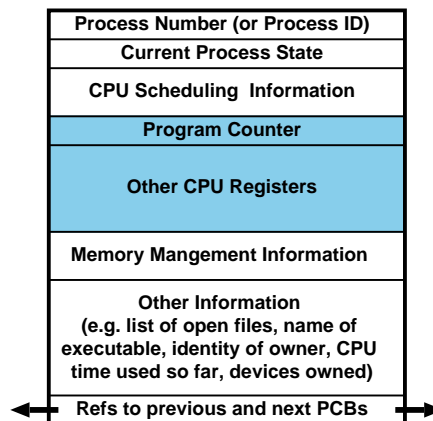 Process Number (or Process ID)
Current Process State
CPU Scheduling Information
Program Counter
Other CPU Registers
Memory Mangement Information
Other Information
(e.g. list of open files, name of
executable, identity of owner, CPU
time used so far, devices owned)
Refs to previous and next PCBs